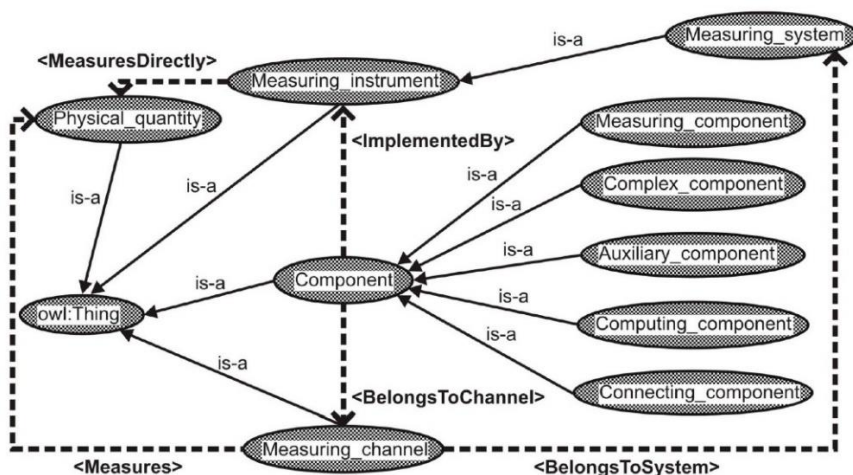 Measuring_system
is-a
<MeasuresDirectly>
Measuring_instrument
Physical_quantity
<ImplementedBy>
Measuring_component
is-a
Complex_component
is-a
is-a
is-a
Auxiliary_component
is-a
is-a
Component
is-a
owl:Thing
Computing_component
is-a
is-a
Connecting_component
<BelongsToChannel>
Measuring_channel
<Measures>
<BelongsToSystem>